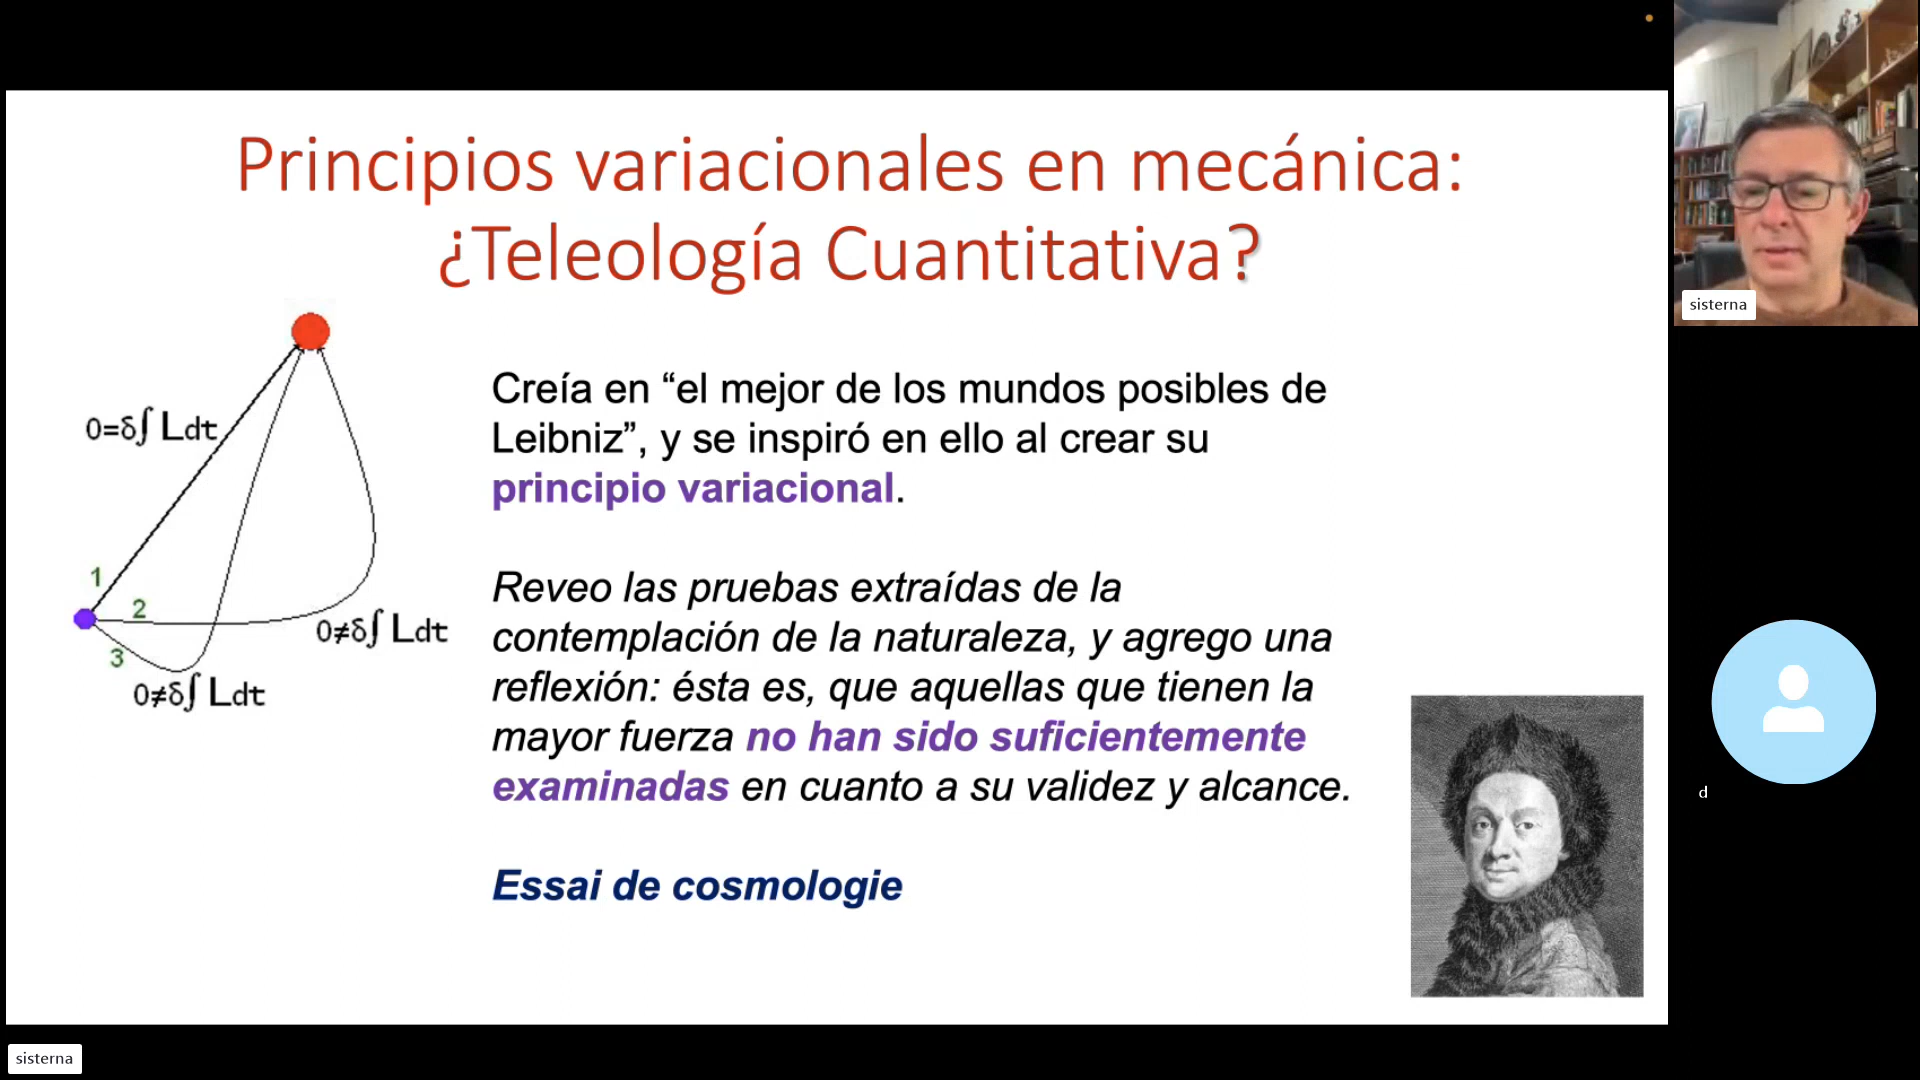 Principios variacionales en mecánica:
¿Teleología Cuantitativa?
0=δ∫ Ldt
1
2
3
0≠δ∫ Ldt
0≠δ∫ Ldt
Creía en “el mejor de los mundos posibles de
Leibniz”, y se inspiró en ello al crear su
principio variacional.
Reveo las pruebas extraídas de la
contemplación de la naturaleza, y agrego una
reflexión: ésta es, que aquellas que tienen la
mayor fuerza no han sido suficientemente
examinadas en cuanto a su validez y alcance.
Essai de cosmologie
sisterna
d
sisterna